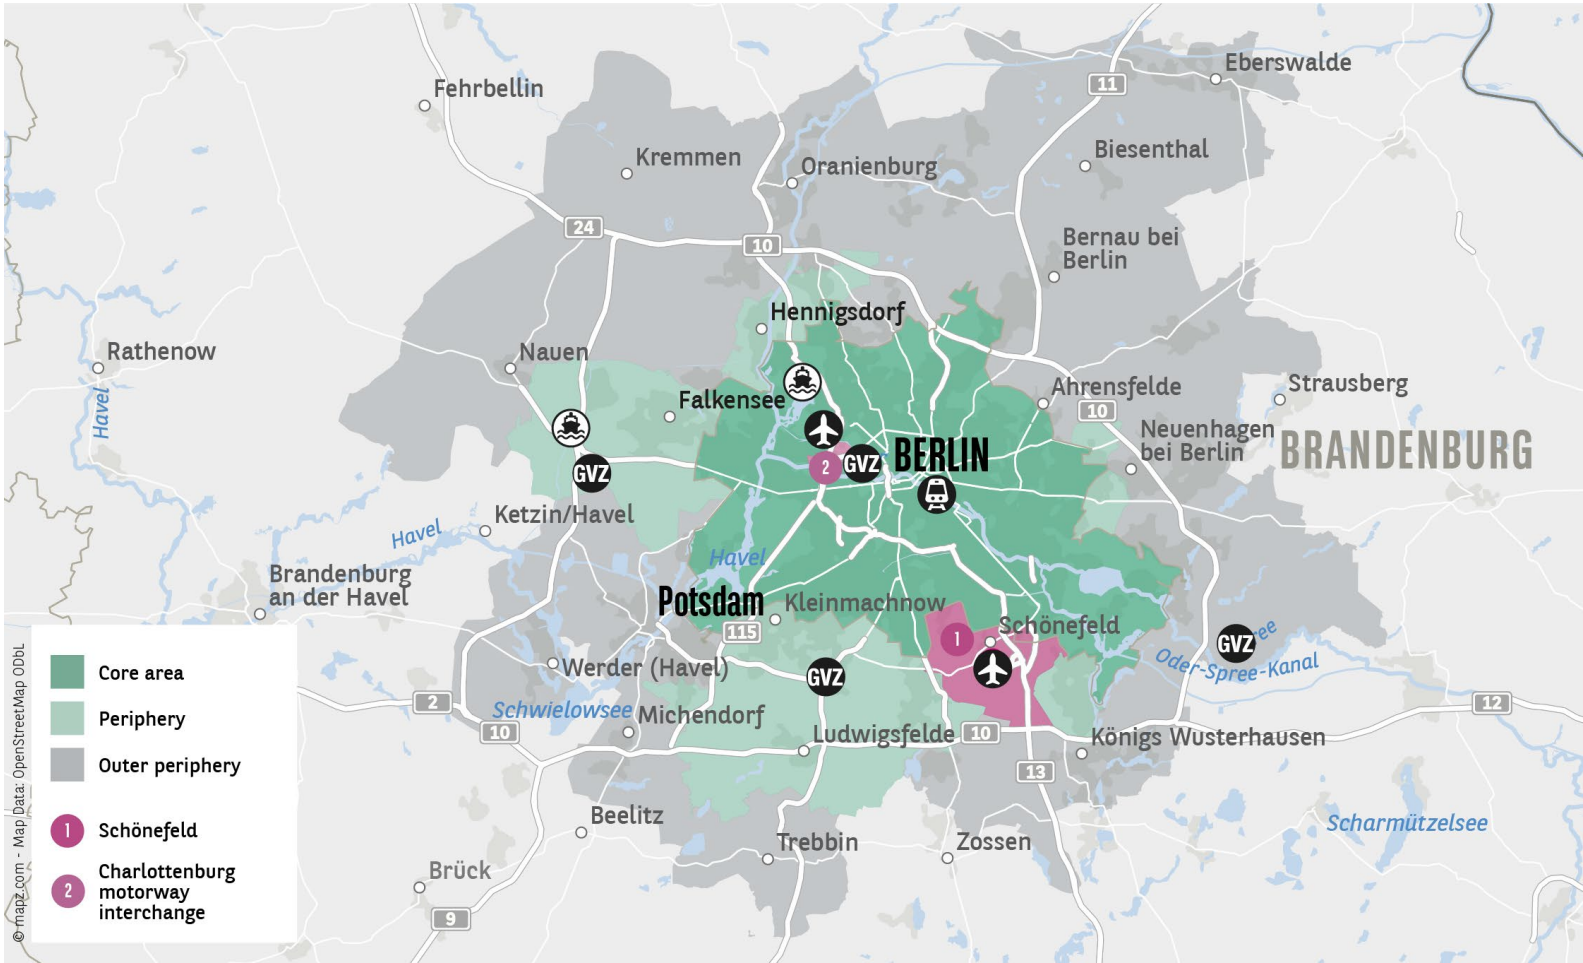 Eberswalde
11
Fehrbellin
Kremmen
Oranienburg
Biesenthal
24
10
Bernau bei
Berlin
Hennigsdorf
Rathenow
Nauen
Havel
Falkensee
Ahrensfelde
Strausberg
10
Neuenhagen
bei Berlin
BRANDENBURG
BERLIN
2
GVZ
GVZ
Ketzin/Havel
Havel
Havel
Brandenburg
an der Havel
Potsdam
Kleinmachnow
115
1
Schönefeld
GVZ
ree
Oder-Spree-Kanal
Werder (Havel)
GVZ
2
Schwielowsee
Michendorf
10
Ludwigsfelde
10
Königs Wusterhausen
12
13
Beelitz
Trebbin
Zossen
Scharmützelsee
Brück
9
Core area
Periphery
Outer periphery
1
Schönefeld
2
Charlottenburg
motorway
interchange
© mapz.com - Map Data: OpenStreetMap ODbL